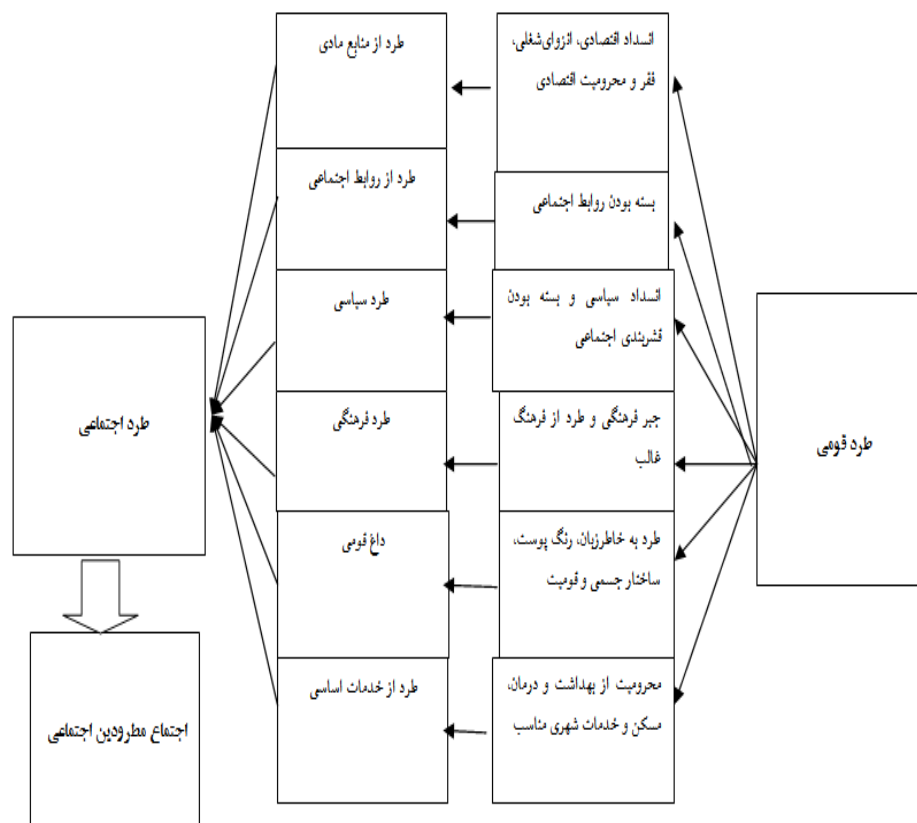 انسداد اقتصادی، انزوای‌شغلی،
فقر و محرومیت اقتصادی
طرد از منابع مادی
بسته بودن روابط اجتماعی
طرد از روابط اجتماعی
انسداد سیاسی و بسته بودن
قشربندی اجتماعی
طرد سیاسی
طرد قومی
جبر فرهنگی و طرد از فرهنگ
غالب
طرد فرهنگی
طرد اجتماعی
طرد به خاطرزبان، رنگ پوست،
ساختار جسمی و قومیت
داغ قومی
محرومیت از بهداشت و درمان،
مسکن و خدمات شهری مناسب
طرد از خدمات اساسی
اجتماع مطرودین اجتماعی